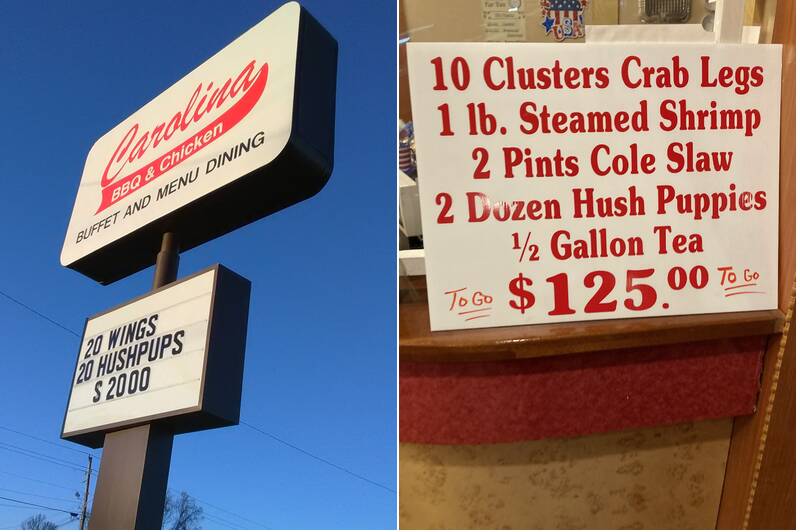 Carolina
BBQ & Chicken
BUFFET AND MENU DINING
20 WINGS
20 HUSHPUPS
$ 2000
10 Clusters Crab Legs
1 lb. Steamed Shrimp
2 Pints Cole Slaw
2 Dozen Hush Puppies
½ Gallon Tea
To Go $125.00 To Go